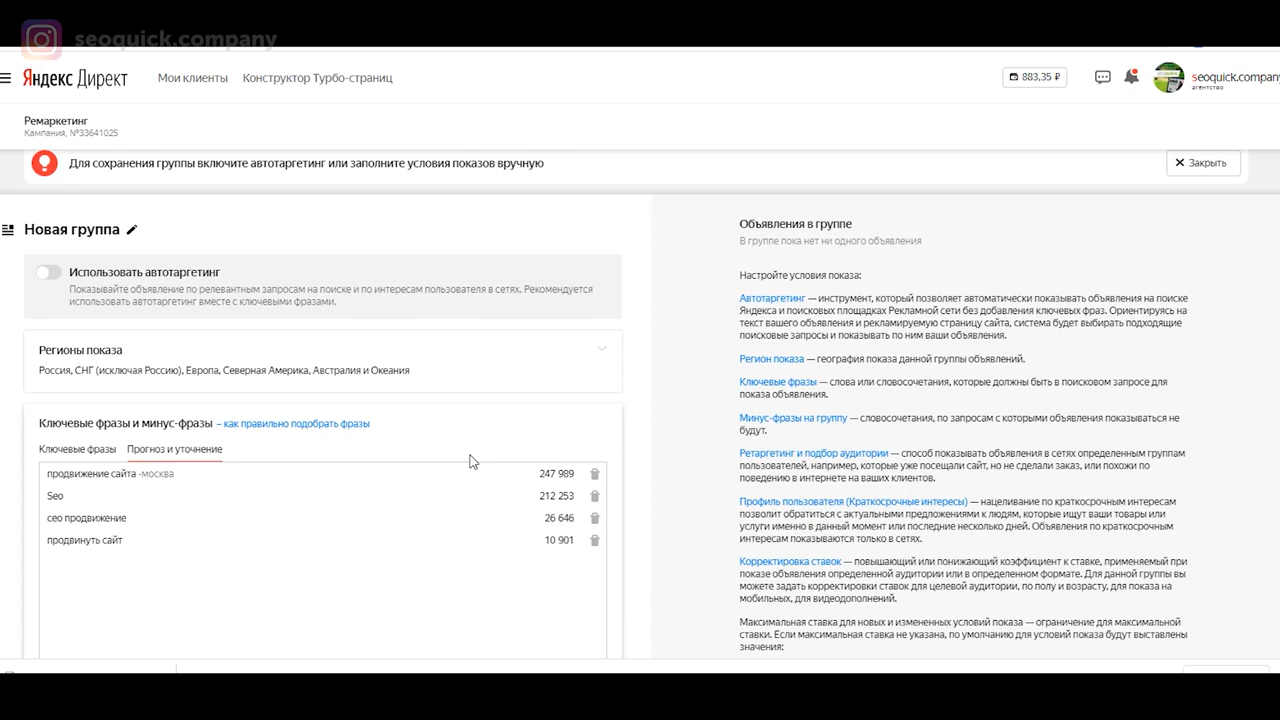 seoquick.company
Яндекс Директ
Мои клиенты
Конструктор Турбо-страниц
883,35 ₽
seoquick.company
агентство
Ремаркетинг
Кампания, №33641025
Для сохранения группы включите автотаргетинг или заполните условия показов вручную
Закрыть
Новая группа
Использовать автотаргетинг
Показывайте объявление по релевантным запросам на поиске и по интересам пользователя в сетях. Рекомендуется
использовать автотаргетинг вместе с ключевыми фразами.
Регионы показа
Россия, СНГ (исключая Россию), Европа, Северная Америка, Австралия и Океания
Ключевые фразы и минус-фразы – как правильно подобрать фразы
Ключевые фразы
Прогноз и уточнение
продвижение сайта -москва 247 989
Seo 212 253
сео продвижение 26 646
продвинуть сайт 10 901
Объявления в группе
В группе пока нет ни одного объявления
Настройте условия показа:
Автотаргетинг — инструмент, который позволяет автоматически показывать объявления на поиске
Яндекса и поисковых площадках Рекламной сети без добавления ключевых фраз. Ориентируясь на
текст вашего объявления и рекламируемую страницу сайта, система будет выбирать подходящие
поисковые запросы и показывать по ним ваши объявления.
Регион показа — география показа данной группы объявлений.
Ключевые фразы — слова или словосочетания, которые должны быть в поисковом запросе для
показа объявления.
Минус-фразы на группу — словосочетания, по запросам с которыми объявления показываться не
будут.
Ретаргетинг и подбор аудитории — способ показывать объявления в сетях определенным группам
пользователей, например, которые уже посещали сайт, но не сделали заказ, или похожи по
поведению в интернете на ваших клиентов.
Профиль пользователя (Краткосрочные интересы) — нацеливание по краткосрочным интересам
позволит обратиться с актуальными предложениями к людям, которые ищут ваши товары или
услуги именно в данный момент или последние несколько дней. Объявления по краткосрочным
интересам показываются только в сетях.
Корректировка ставок — повышающий или понижающий коэффициент к ставке, применяемый при
показе объявления определенной аудитории или в определенном формате. Для данной группы вы
можете задать корректировки ставок для целевой аудитории, по полу и возрасту, для показа на
мобильных, для видеодополнений.
Максимальная ставка для новых и измененных условий показа — ограничение для максимальной
ставки. Если максимальная ставка не указана, по умолчанию для условий показа будут выставлены
значения: